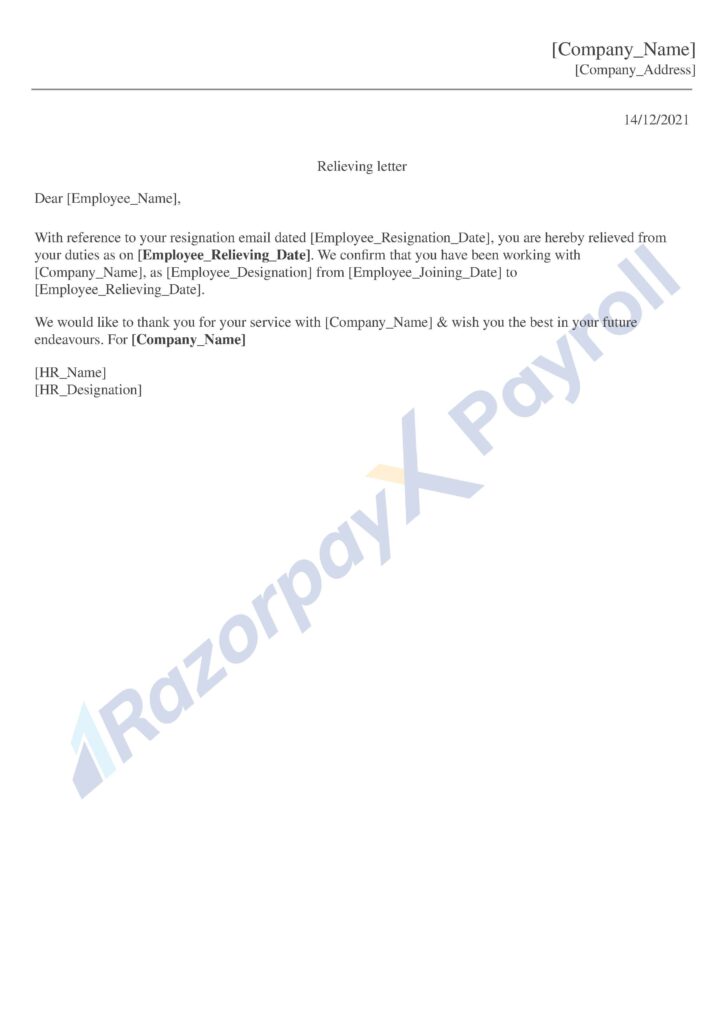 [Company_Name]
[Company_Address]
14/12/2021
Relieving letter
Dear [Employee_Name],
With reference to your resignation email dated [Employee_Resignation_Date], you are hereby relieved from
your duties as on [Employee_Relieving_Date]. We confirm that you have been working with
[Company_Name], as [Employee_Designation] from [Employee_Joining_Date] to
[Employee_Relieving_Date].
We would like to thank you for your service with [Company_Name] & wish you the best in your future
endeavours. For [Company_Name]
[HR_Name]
[HR_Designation]
RazorpayX Payroll